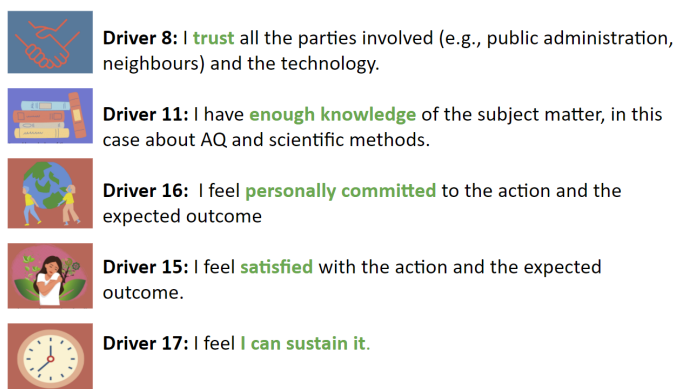 Driver 8: I trust all the parties involved (e.g., public administration,
neighbours) and the technology.
Driver 11: I have enough knowledge of the subject matter, in this
case about AQ and scientific methods.
Driver 16: I feel personally committed to the action and the
expected outcome
Driver 15: I feel satisfied with the action and the expected
outcome.
Driver 17: I feel I can sustain it.